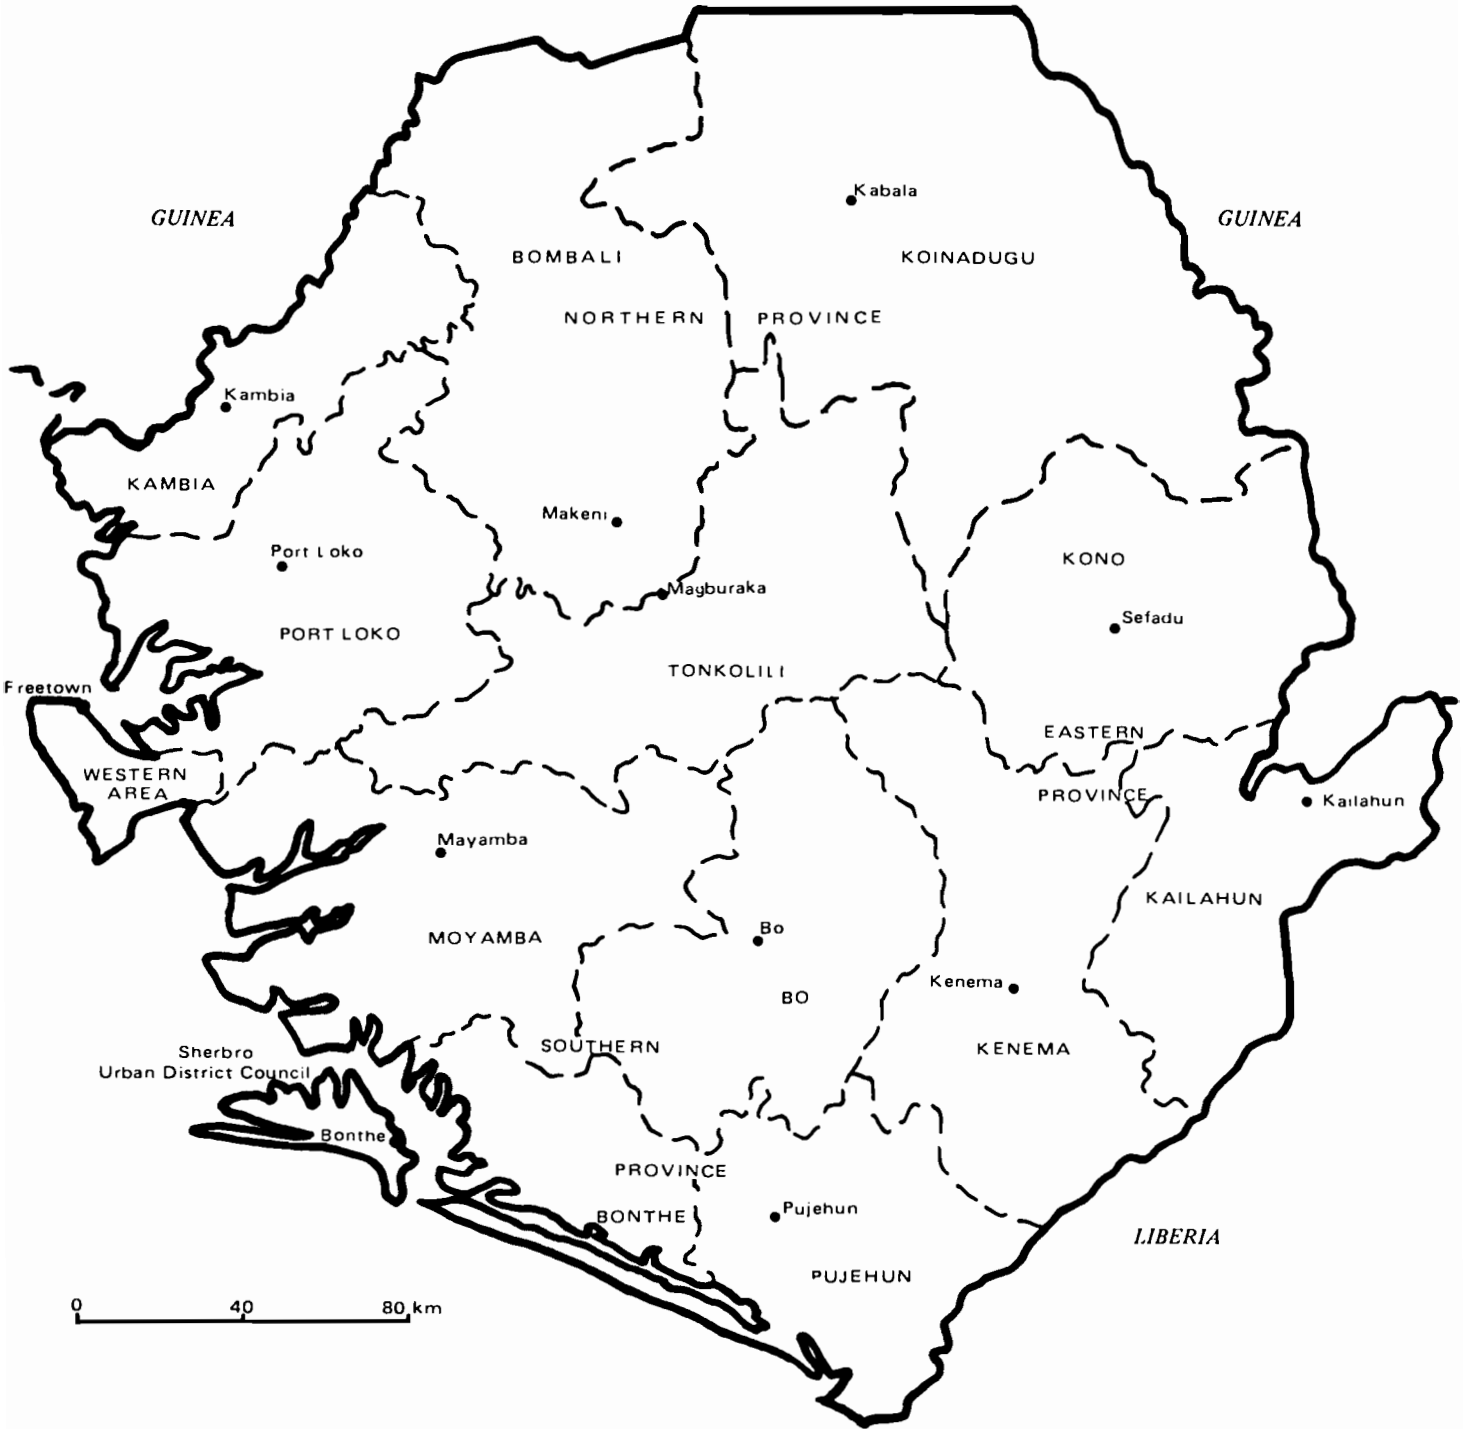 Kabala
GUINEA
GUINEA
BOMBALI
KOINADUGU
NORTHERN PROVINCE
Kambia
KAMBIA
Makeni
Port Loko
KONO
Magburaka
Sefadu
PORT LOKO
TONKOLILI
Freetown
EASTERN
WESTERN
AREA
PROVINCE
Kailahun
Mayamba
KAILAHUN
Bo
MOYAMBA
Kenema
BO
SOUTHERN
KENEMA
Sherbro
Urban District Council
Bonthe
PROVINCE
Pujehun
BONTHE
LIBERIA
PUJEHUN
0 40 80 km